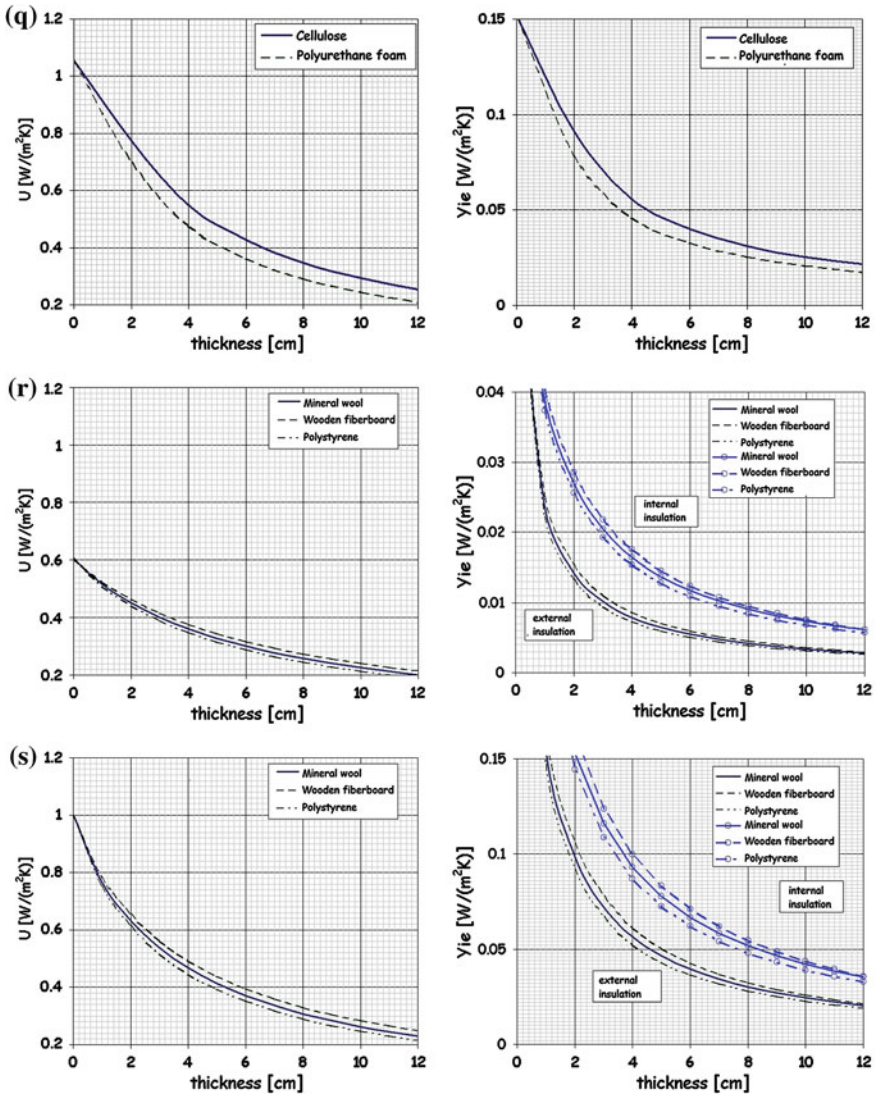 (q)
U [W/(m²K)]
1.2
1
0.8
0.6
0.4
0.2
Cellulose
Polyurethane foam
0 2 4 6 8 10 12
thickness [cm]
Yie [W/(m²K)]
0.15
0.1
0.05
0
Cellulose
Polyurethane foam
0 2 4 6 8 10 12
thickness [cm]
(r)
U [W/(m²K)]
1.2
1
0.8
0.6
0.4
0.2
Mineral wool
Wooden fiberboard
Polystyrene
0 2 4 6 8 10 12
thickness [cm]
Yie [W/(m²K)]
0.04
0.03
0.02
0.01
0
Mineral wool
Wooden fiberboard
Polystyrene
Mineral wool
Wooden fiberboard
Polystyrene
internal
insulation
external
insulation
0 2 4 6 8 10 12
thickness [cm]
(s)
U [W/(m²K)]
1.2
1
0.8
0.6
0.4
0.2
Mineral wool
Wooden fiberboard
Polystyrene
0 2 4 6 8 10 12
thickness [cm]
Yie [W/(m²K)]
0.15
0.1
0.05
0
Mineral wool
Wooden fiberboard
Polystyrene
Mineral wool
Wooden fiberboard
Polystyrene
internal
insulation
external
insulation
0 2 4 6 8 10 12
thickness [cm]